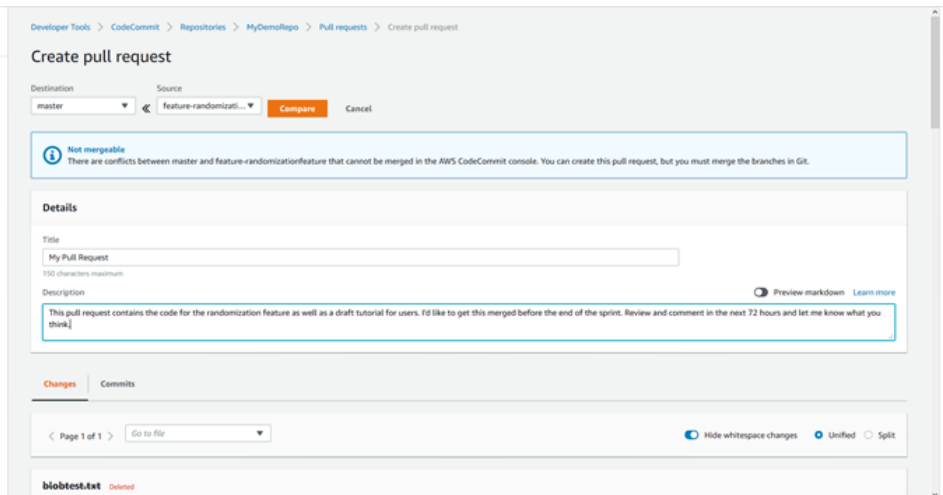 Developer Tools > CodeCommit > Repositories > MyDemoRepo > Pull requests > Create pull request
Create pull request
Destination Source
master feature-randomizati... Compare Cancel
Not mergeable
There are conflicts between master and feature-randomizationfeature that cannot be merged in the AWS CodeCommit console. You can create this pull request, but you must merge the branches in Git.
Details
Title
My Pull Request
150 characters maximum
Description Preview markdown Learn more
This pull request contains the code for the randomization feature as well as a draft tutorial for users. I'd like to get this merged before the end of the sprint. Review and comment in the next 72 hours and let me know what you
think.
Changes Commits
< Page 1 of 1 > Go to file Hide whitespace changes Unified Split
blobtest.txt Deleted